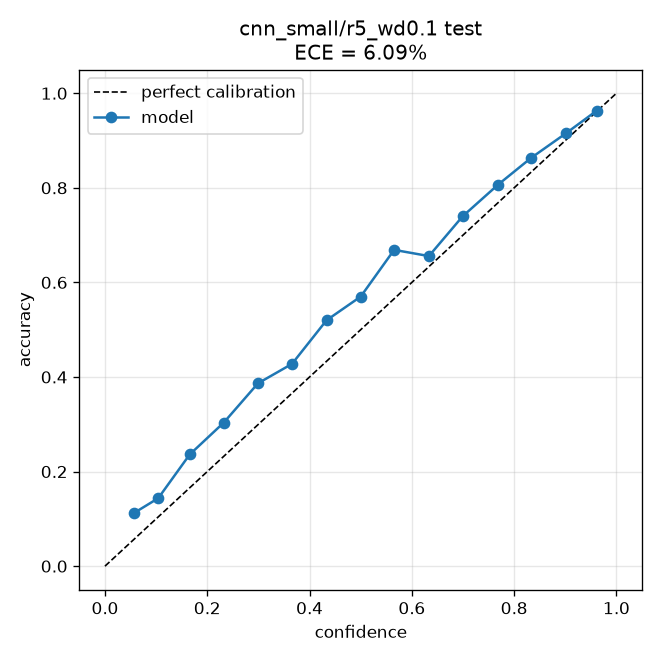 cnn_small/r5_wd0.1 test
ECE = 6.09%
perfect calibration
model
1.0
0.8
0.6
0.4
0.2
0.0
accuracy
0.0 0.2 0.4 0.6 0.8 1.0
confidence